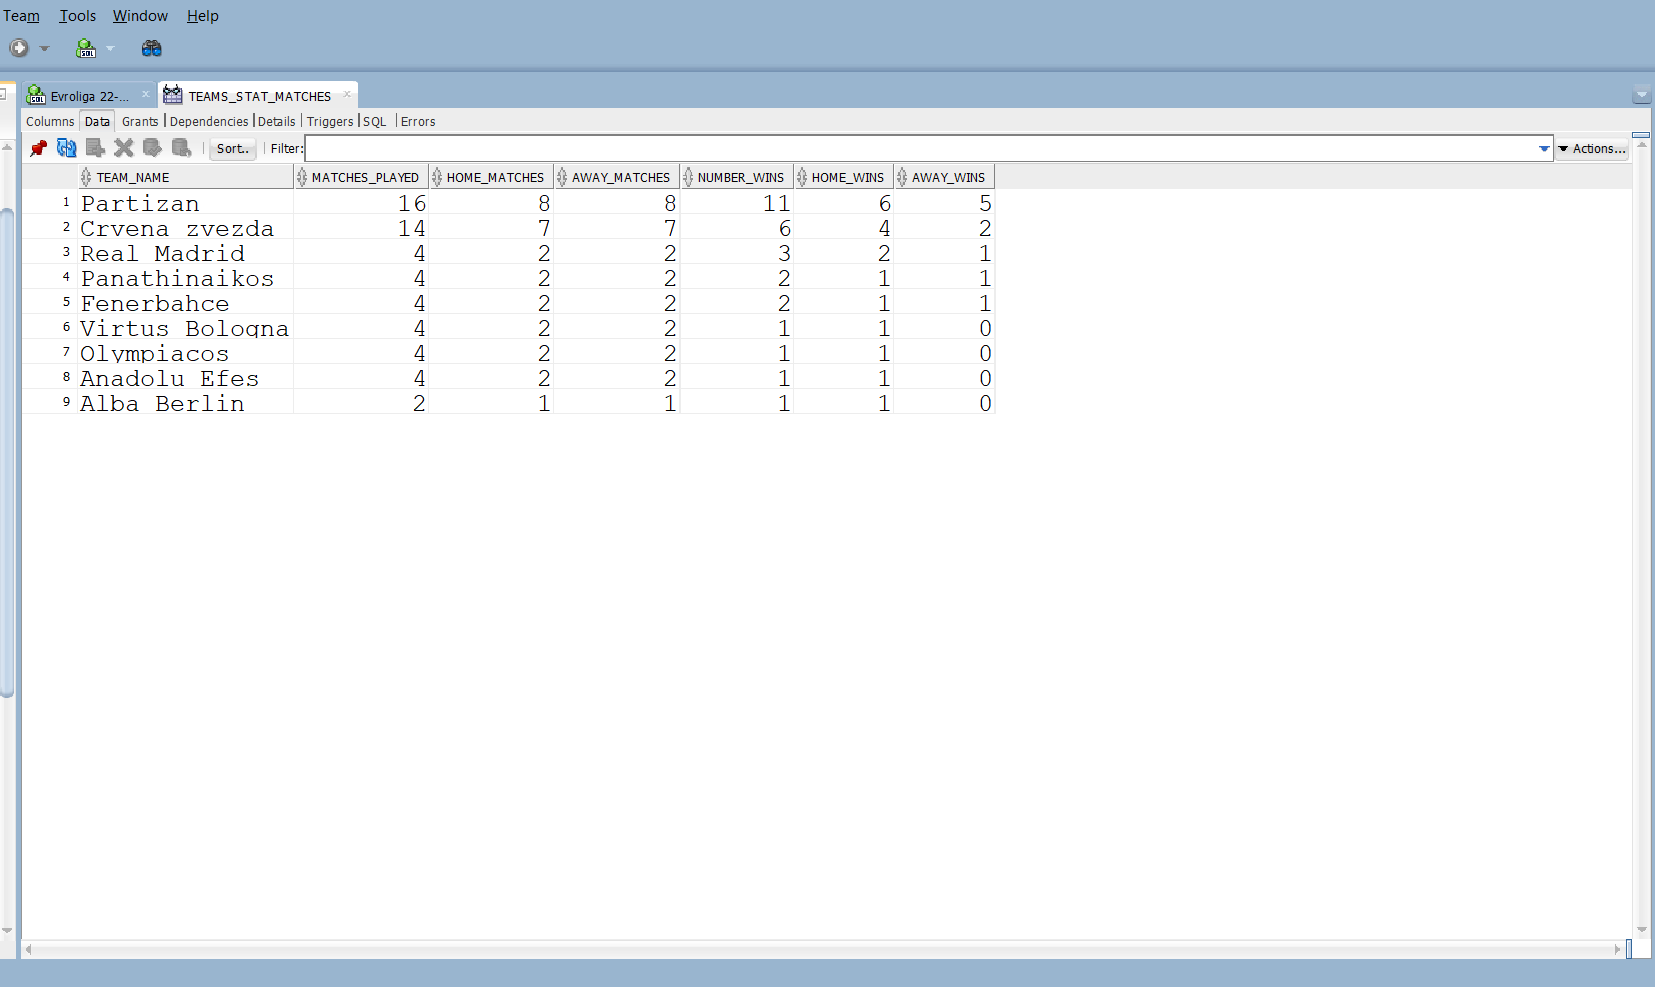 Team Tools Window Help
SQL
SQL Evroliga 22-... TEAMS_STAT_MATCHES
Columns Data Grants Dependencies Details Triggers SQL Errors
Sort.. Filter: Actions...
TEAM_NAME MATCHES_PLAYED HOME_MATCHES AWAY_MATCHES NUMBER_WINS HOME_WINS AWAY_WINS
1 Partizan 16 8 8 11 6 5
2 Crvena zvezda 14 7 7 6 4 2
3 Real Madrid 4 2 2 3 2 1
4 Panathinaikos 4 2 2 2 1 1
5 Fenerbahce 4 2 2 2 1 1
6 Virtus Bologna 4 2 2 1 1 0
7 Olympiacos 4 2 2 1 1 0
8 Anadolu Efes 4 2 2 1 1 0
9 Alba Berlin 2 1 1 1 1 0